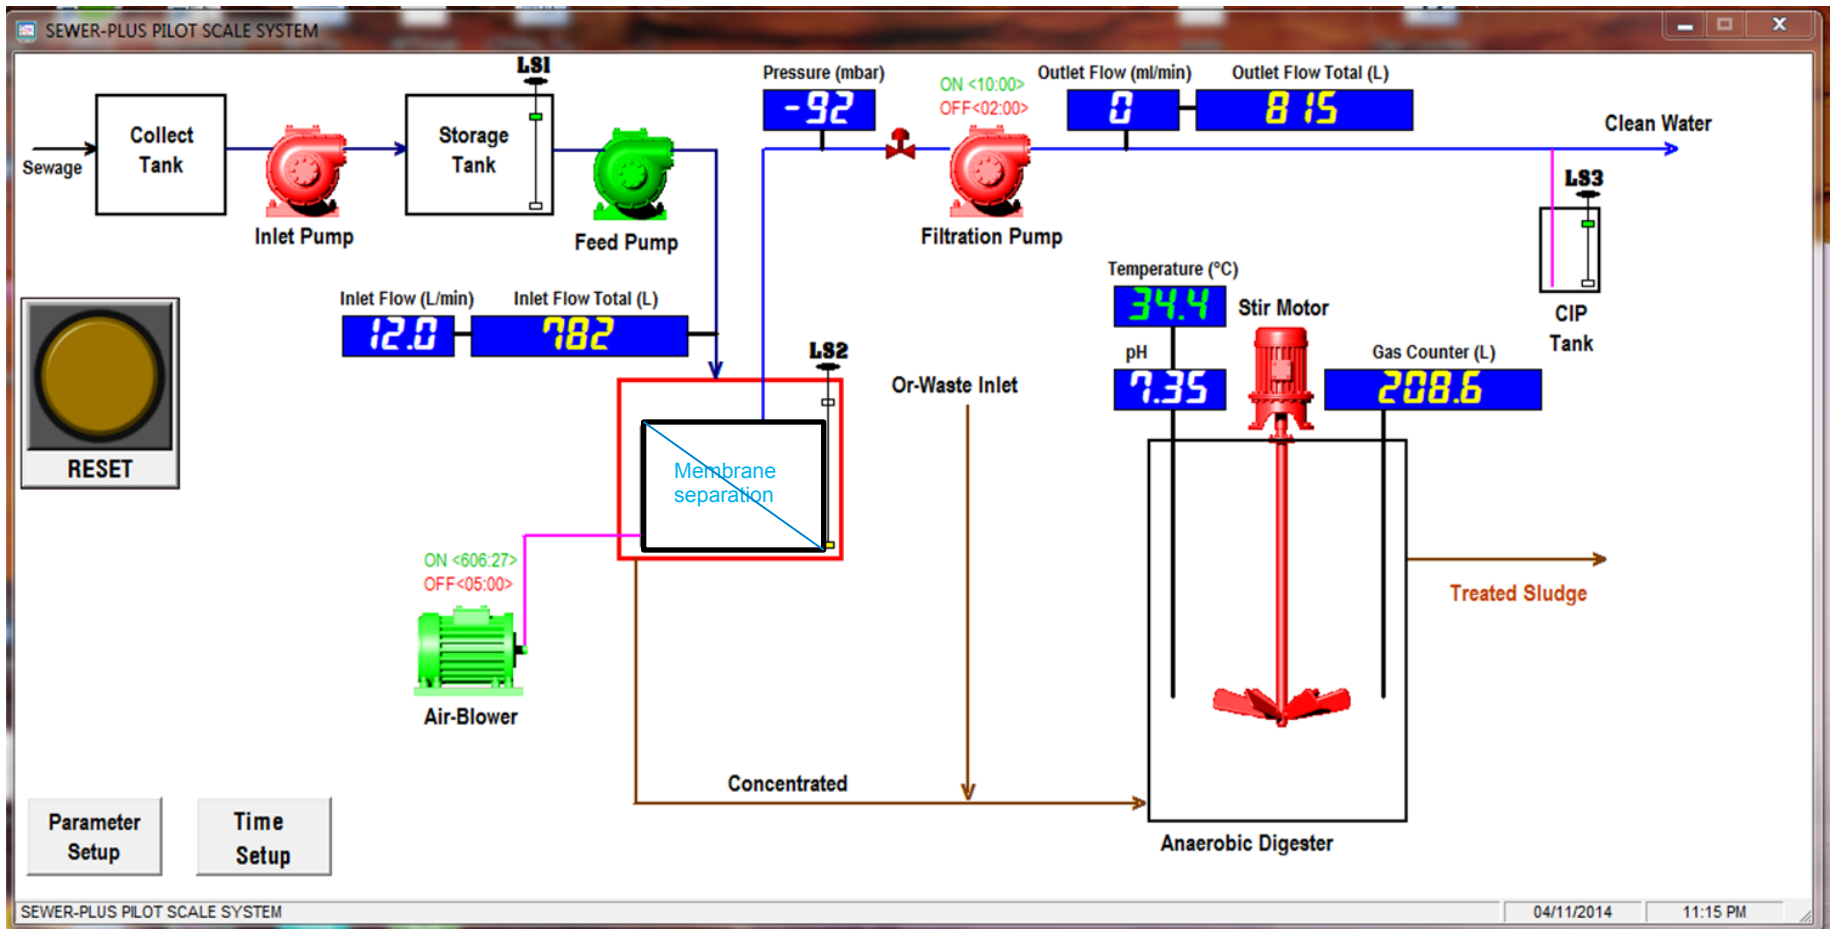 SEWER-PLUS PILOT SCALE SYSTEM
LS1
Pressure (mbar)
-92
ON <10:00>
OFF<02:00>
Outlet Flow (ml/min)
0
Outlet Flow Total (L)
815
Clean Water
Sewage
Collect
Tank
Storage
Tank
Inlet Pump
Feed Pump
Filtration Pump
LS3
CIP
Tank
Inlet Flow (L/min)
12.0
Inlet Flow Total (L)
782
Temperature (°C)
34.4
Stir Motor
pH
7.35
Gas Counter (L)
208.6
LS2
Or-Waste Inlet
RESET
Membrane
separation
ON <606:27>
OFF<05:00>
Air-Blower
Treated Sludge
Concentrated
Anaerobic Digester
Parameter
Setup
Time
Setup
SEWER-PLUS PILOT SCALE SYSTEM
04/11/2014
11:15 PM